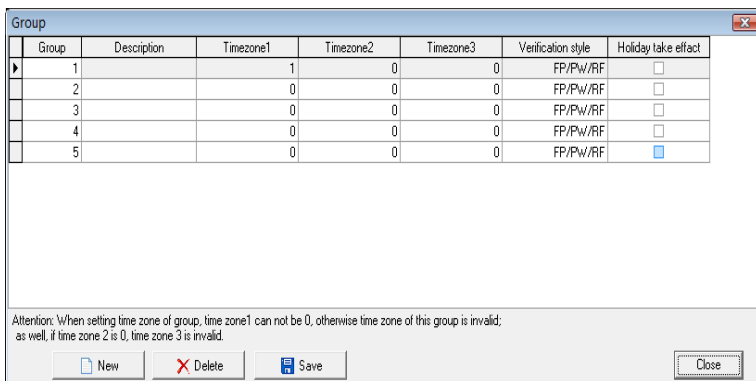 Group
Group Description Timezone1 Timezone2 Timezone3 Verification style Holiday take effact
1 1 0 0 FP/PW/RF
2 0 0 0 FP/PW/RF
3 0 0 0 FP/PW/RF
4 0 0 0 FP/PW/RF
5 0 0 0 FP/PW/RF
Attention: When setting time zone of group, time zone1 can not be 0, otherwise time zone of this group is invalid;
as well, if time zone 2 is 0, time zone 3 is invalid.
New Delete Save Close